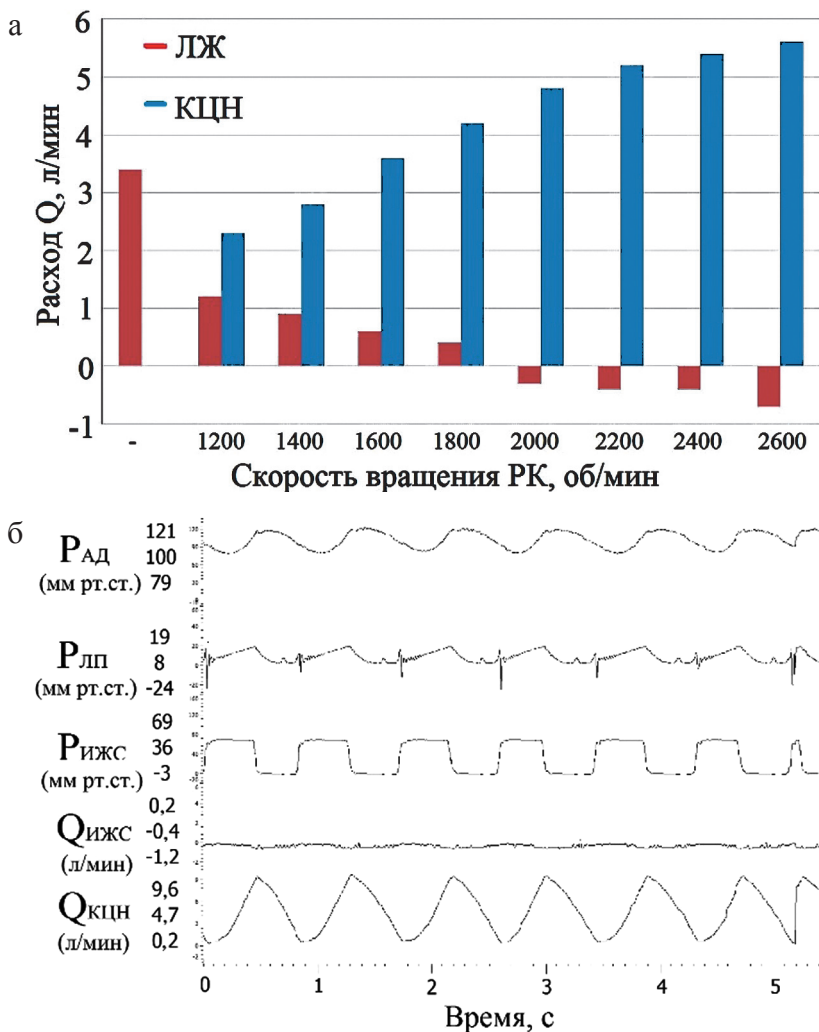 а
6
5
4
3
2
1
0
-1
Расход Q, л/мин
ЛЖ
КЦН
- 1200 1400 1600 1800 2000 2200 2400 2600
Скорость вращения РК, об/мин
б
PАД
(мм рт.ст.)
121
100
79
PЛП
(мм рт.ст.)
19
8
-24
PИЖС
(мм рт.ст.)
69
36
-3
QИЖС
(л/мин)
0,2
-0,4
-1,2
QКЦН
(л/мин)
9,6
4,7
0,2
0 1 2 3 4 5
Время, с